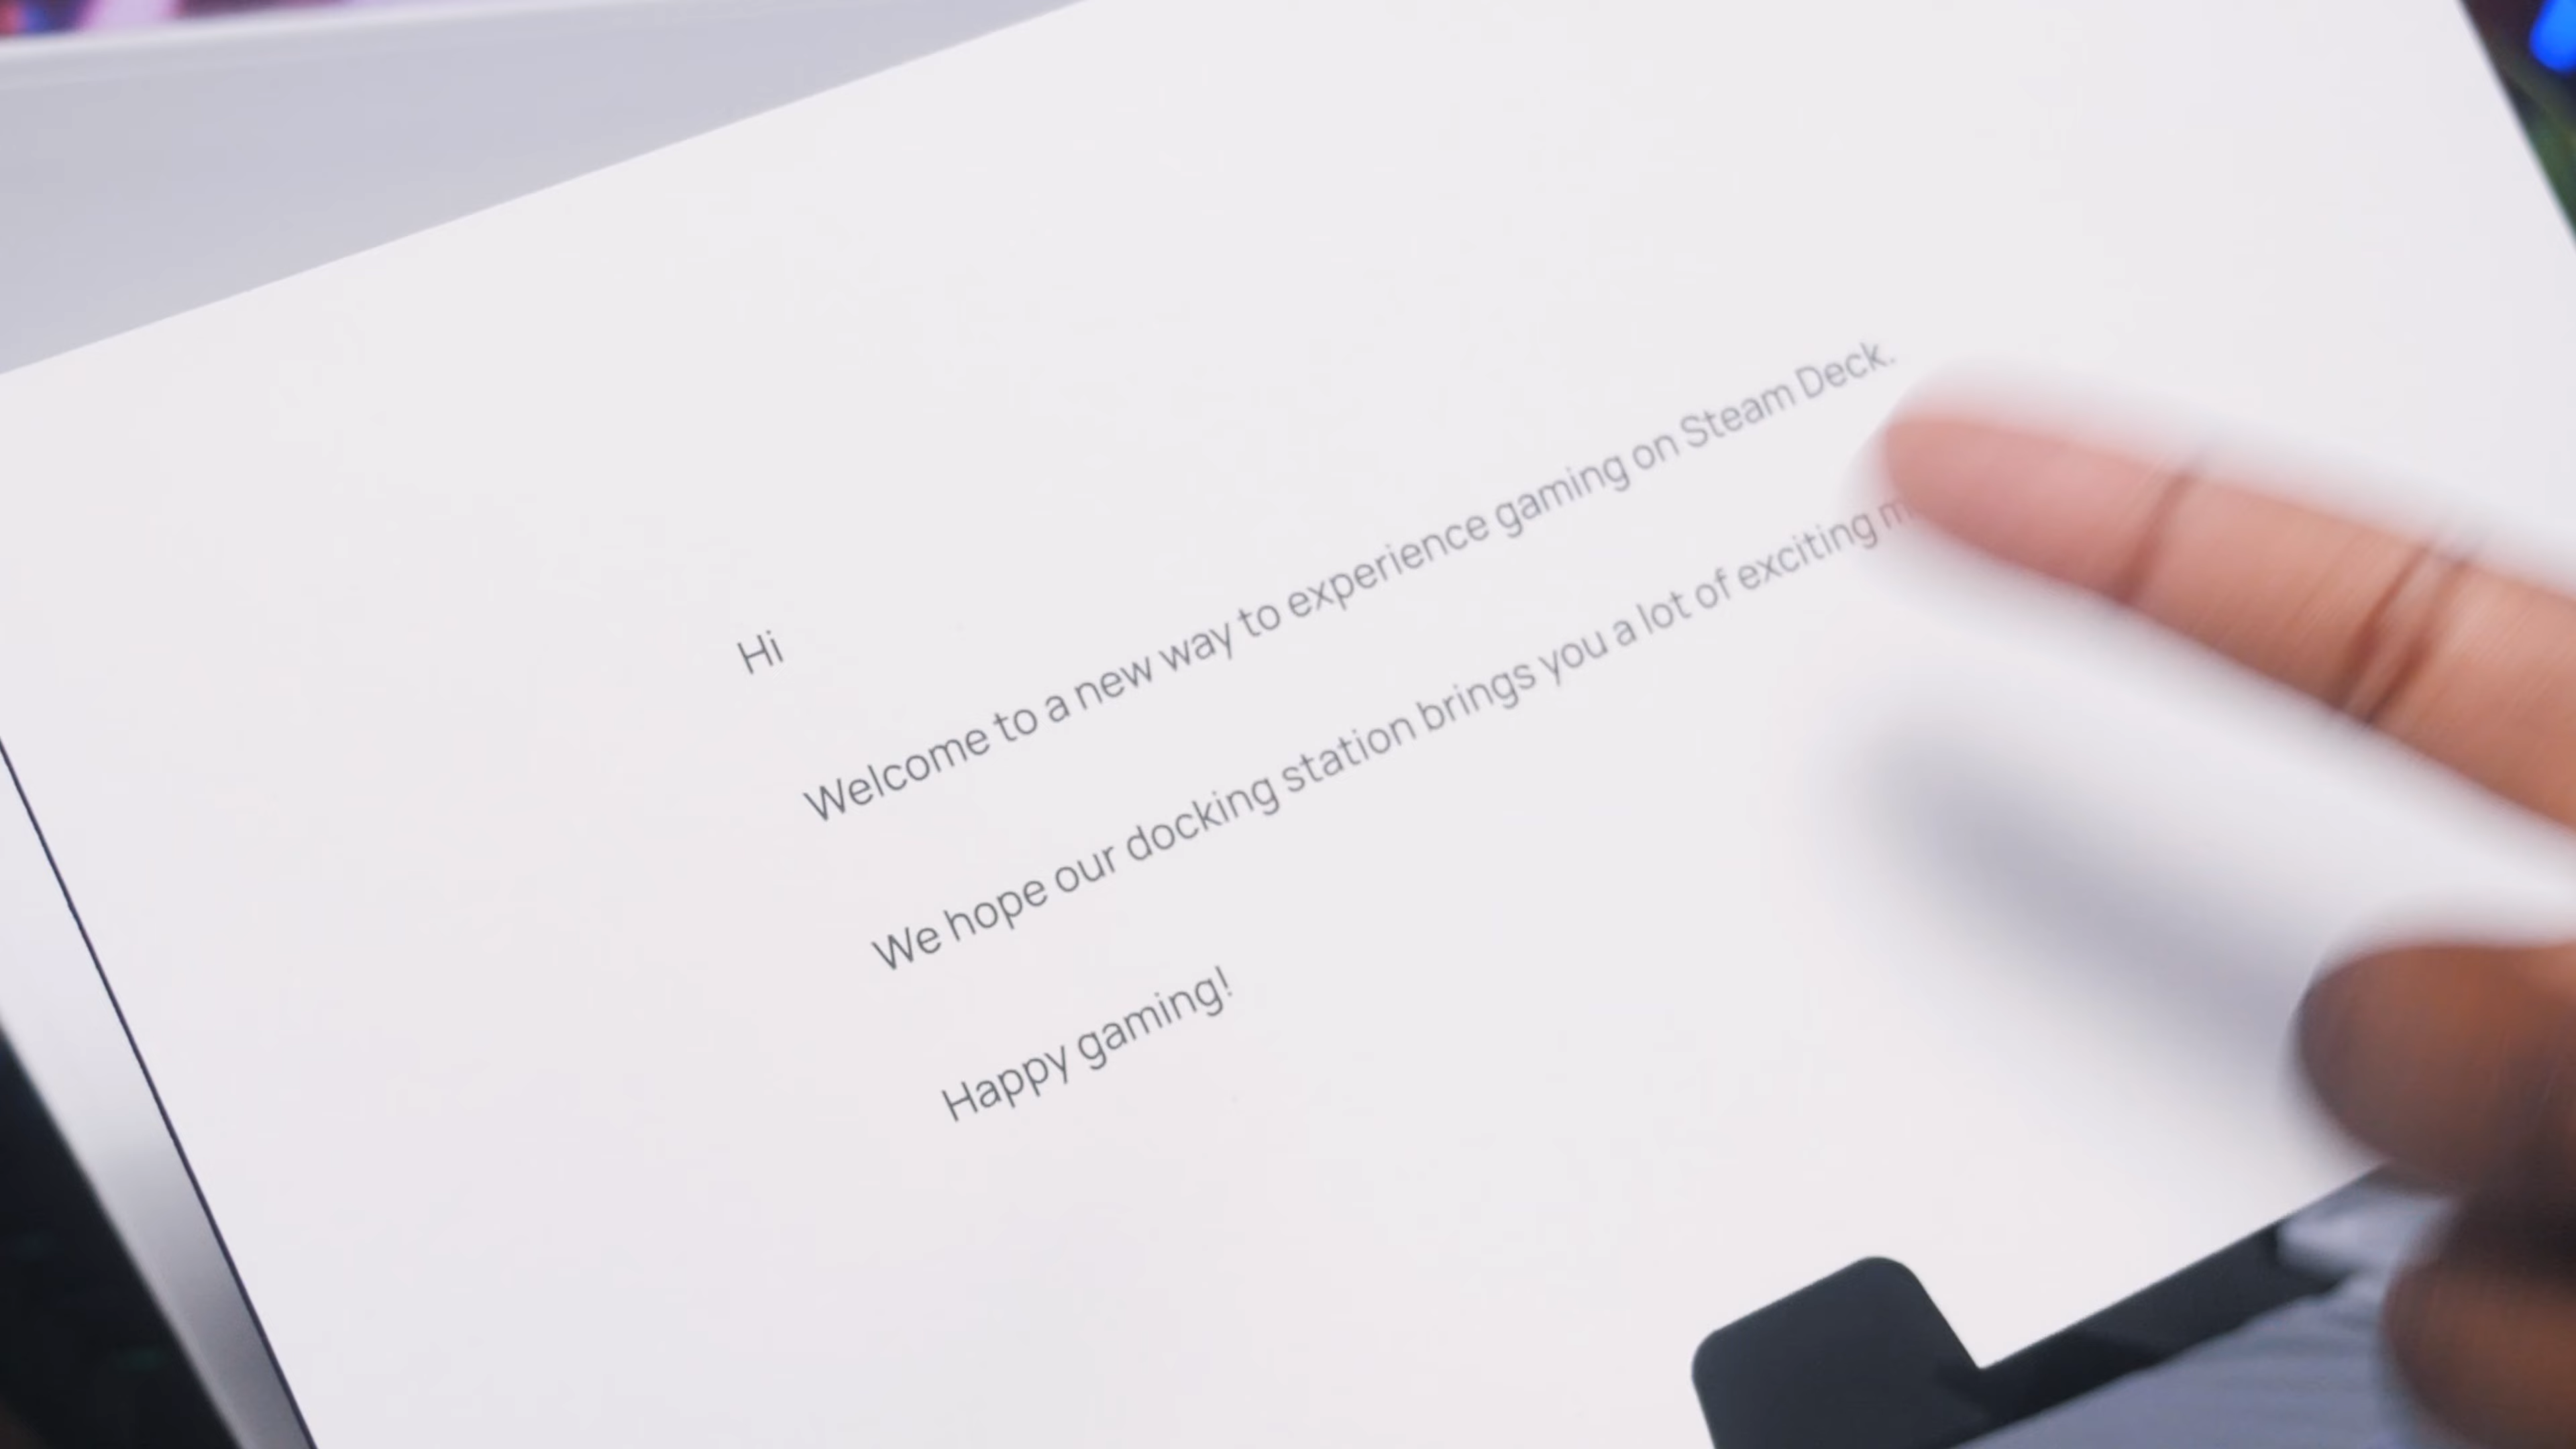 Hi
Welcome to a new way to experience gaming on Steam Deck.
We hope our docking station brings you a lot of exciting
Happy gaming!